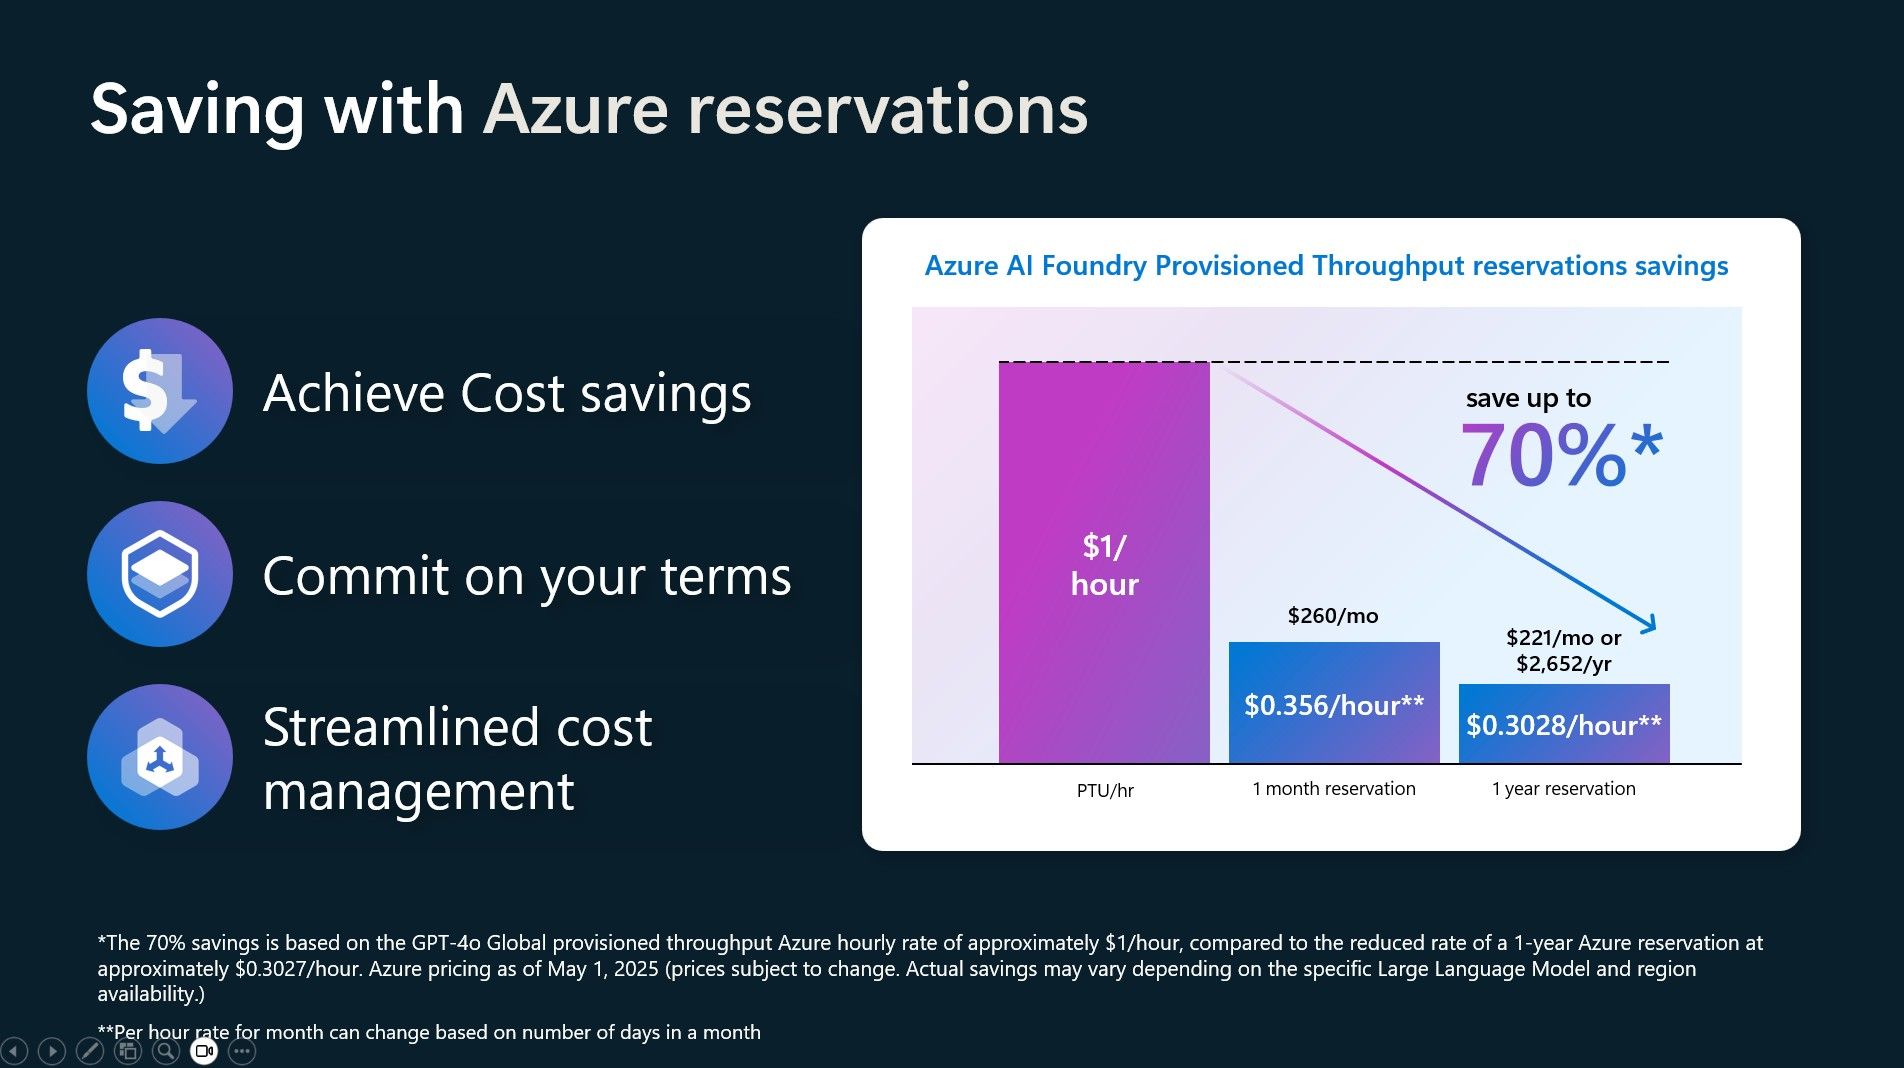 Saving with Azure reservations
Achieve Cost savings
Commit on your terms
Streamlined cost
management
Azure AI Foundry Provisioned Throughput reservations savings
save up to
70%*
$1/
hour
$260/mo
$0.356/hour**
$221/mo or
$2,652/yr
$0.3028/hour**
PTU/hr
1 month reservation
1 year reservation
*The 70% savings is based on the GPT-4o Global provisioned throughput Azure hourly rate of approximately $1/hour, compared to the reduced rate of a 1-year Azure reservation at
approximately $0.3027/hour. Azure pricing as of May 1, 2025 (prices subject to change. Actual savings may vary depending on the specific Large Language Model and region
availability.)
**Per hour rate for month can change based on number of days in a month